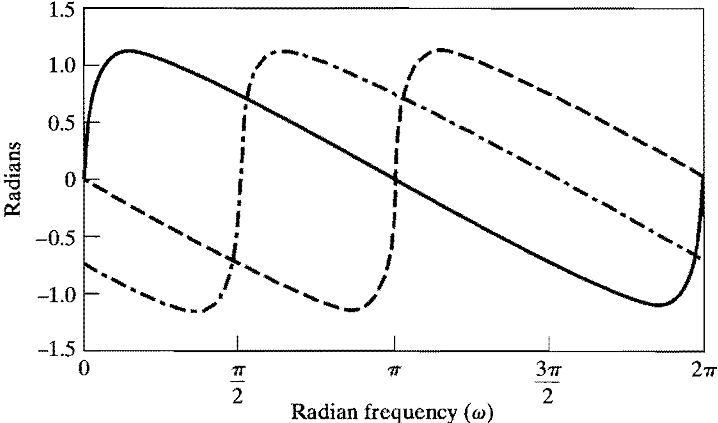 1.5
1.0
0.5
0
−0.5
−1.0
−1.5
Radians
0
π/2
π
3π/2
2π
Radian frequency (ω)